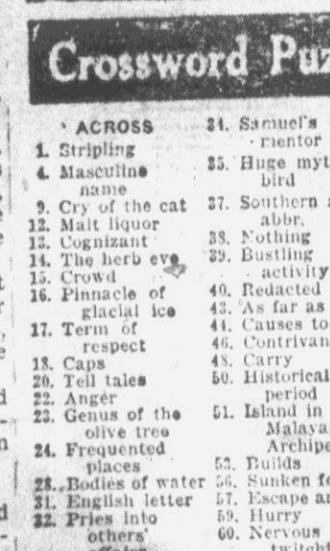 Crossword Puz
ACROSS
1. Stripling
4. Masculine
name
9. Cry of the cat
12. Malt liquor
13. Cognizant
14. The herb eve
15. Crowd
16. Pinnacle of
glacial ice
17. Term of
respect
18. Caps
20. Tell tales
22. Anger
23. Genus of the
olive tree
24. Frequented
places
28. Bodies of water
31. English letter
32. Pries into
others'
affairs
34. Samuel's
mentor
35. Huge myt
bird
37. Southern
abbr.
38. Nothing
39. Bustling
activity
40. Redacted
43. As far as
44. Causes to
46. Contrivan
48. Carry
50. Historical
period
51. Island in
Malaya
Archipe
53. Builds
56. Sunken fe
57. Escape
59. Hurry
60. Nervous